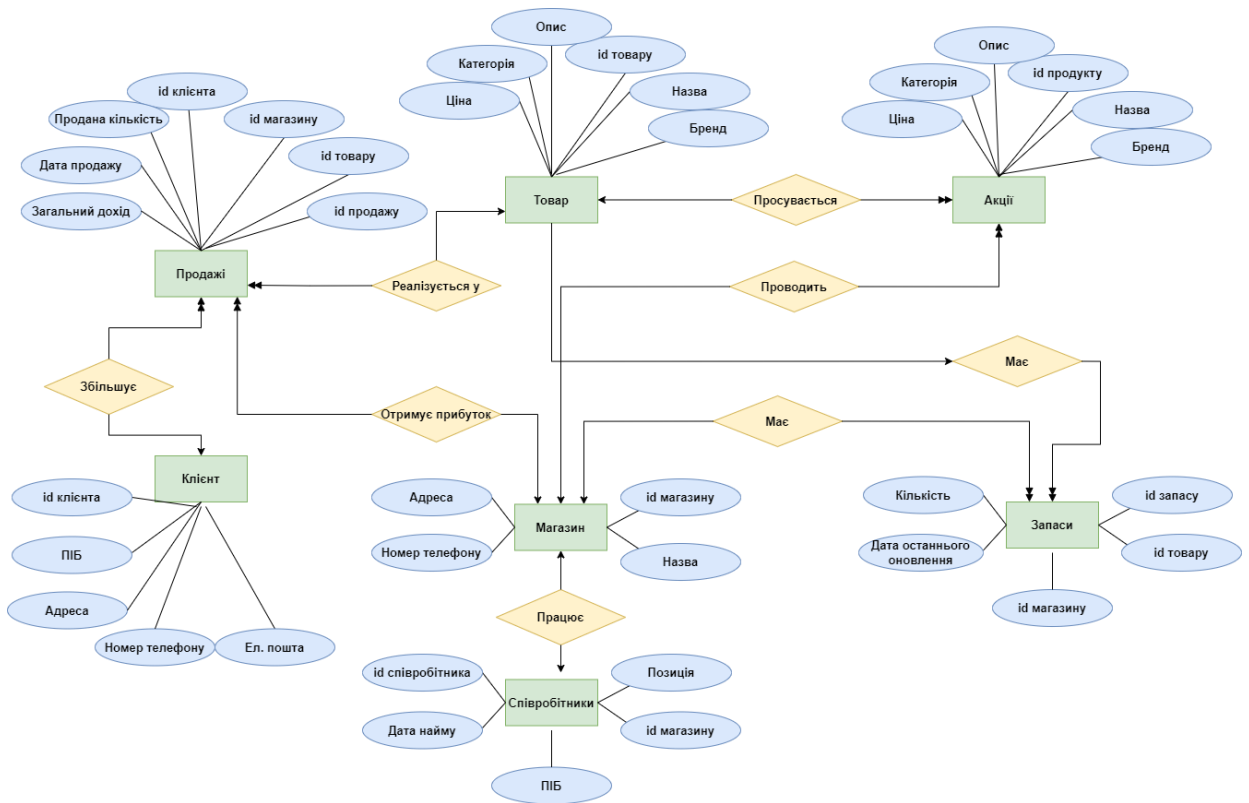 Опис
Категорія
id товару
Ціна
Назва
Бренд
Опис
Категорія
id продукту
Ціна
Назва
Бренд
id клієнта
Продана кількість
id магазину
Дата продажу
id товару
Загальний дохід
id продажу
Товар
Просувається
Акції
Продажі
Реалізується у
Проводить
Має
Збільшує
Отримує прибуток
Має
Клієнт
id клієнта
ПІБ
Адреса
Номер телефону
Ел. пошта
Адреса
id магазину
Магазин
Номер телефону
Назва
Кількість
id запасу
Запаси
Дата останнього
оновлення
id товару
id магазину
Працює
id співробітника
Позиція
Співробітники
Дата найму
id магазину
ПІБ